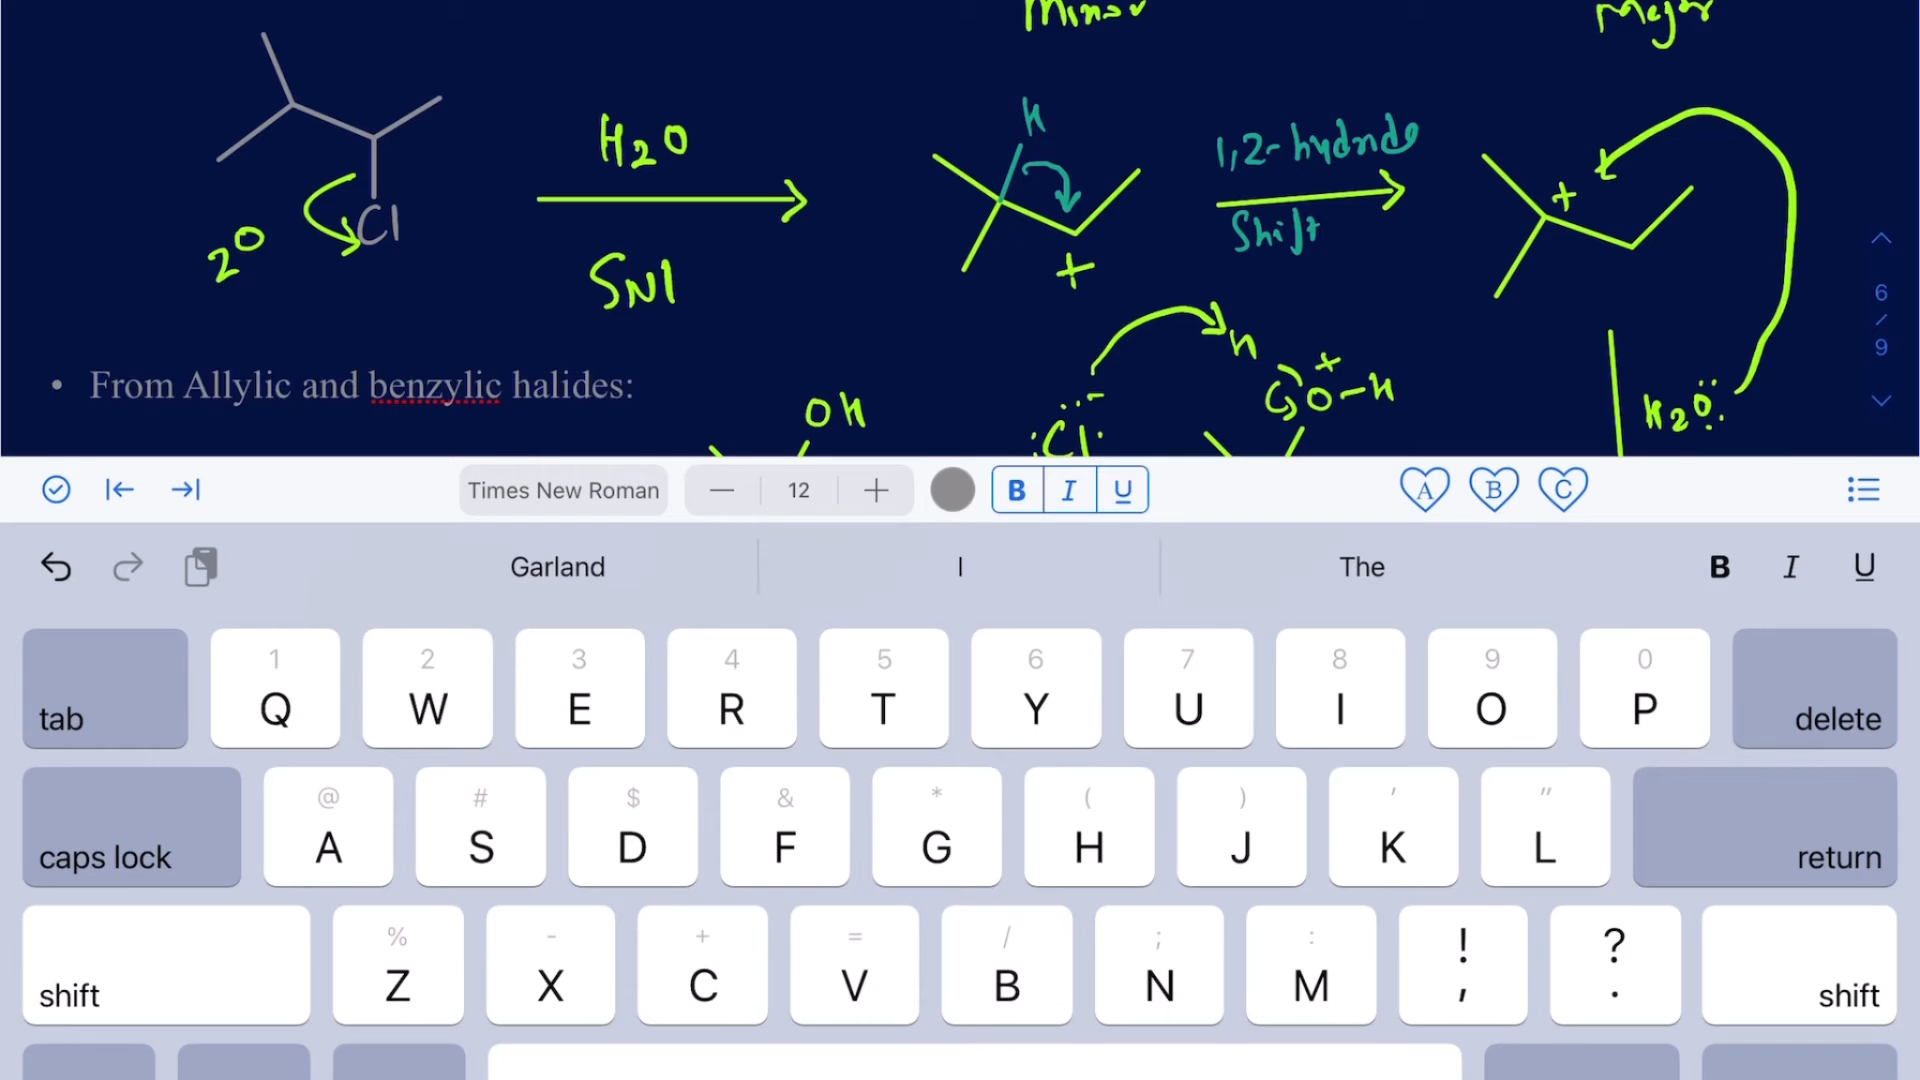 Minor
Major
H
H2O
1,2-hydride
Cl
+
2°
Shift
SN1
+
H
+
• From Allylic and benzylic halides:
O-H
H2O:
OH
:Cl:
6
/
9
Times New Roman
— 12 +
B I U
A B C
Garland I The
B I U
tab 1 Q 2 W 3 E 4 R 5 T 6 Y 7 U 8 I 9 O 0 P delete
caps lock @ A # S $ D & F * G ( H ) J ' K " L return
shift % Z - X + C = V / B ; N : M ! , ? . shift